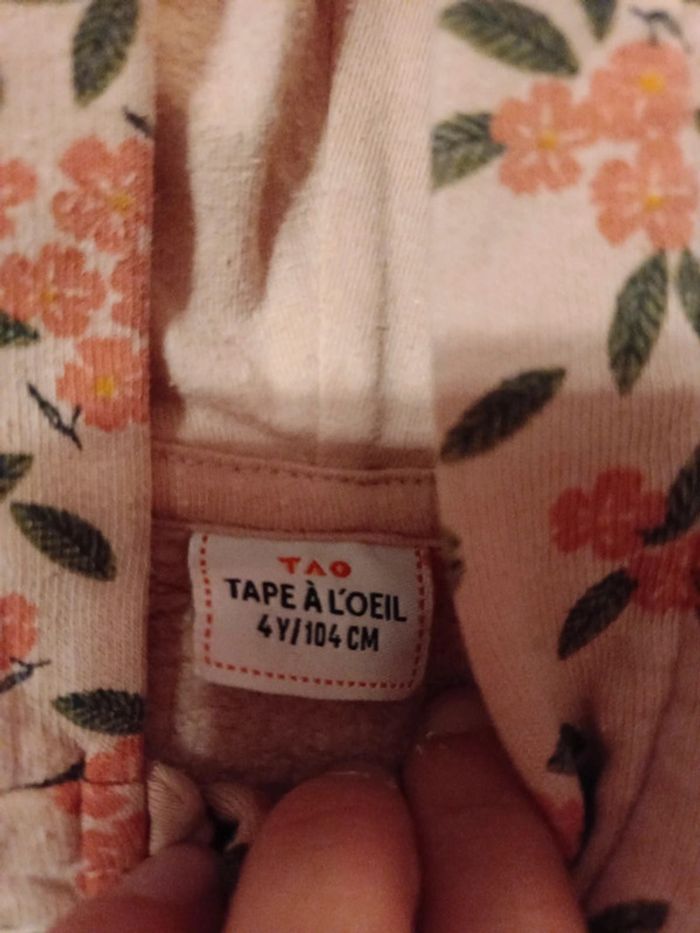 TAO
TAPE À L'OEIL
4Y/104 CM